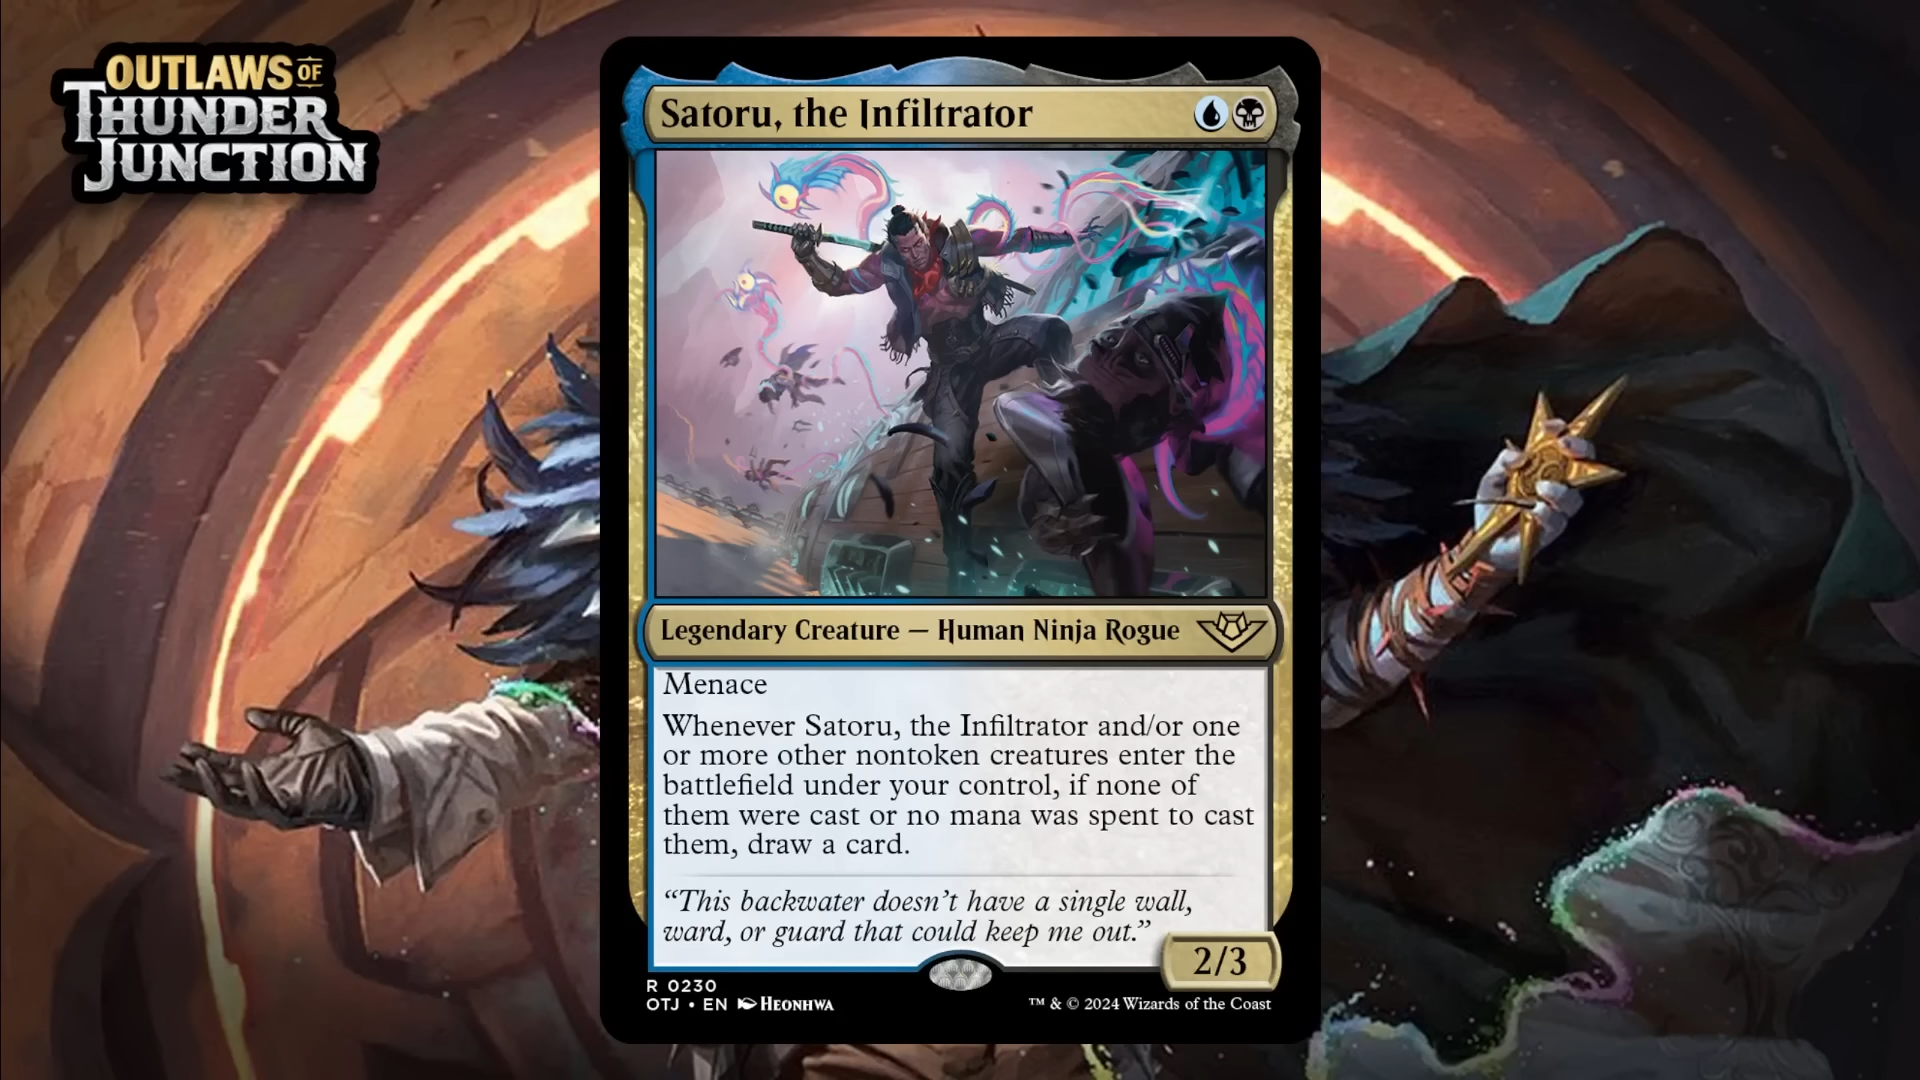 OUTLAWS OF
THUNDER
JUNCTION
Satoru, the Infiltrator
Legendary Creature — Human Ninja Rogue
Menace
Whenever Satoru, the Infiltrator and/or one
or more other nontoken creatures enter the
battlefield under your control, if none of
them were cast or no mana was spent to cast
them, draw a card.
“This backwater doesn’t have a single wall,
ward, or guard that could keep me out.”
2/3
R 0230
OTJ • EN HEONHWA
™ & © 2024 Wizards of the Coast